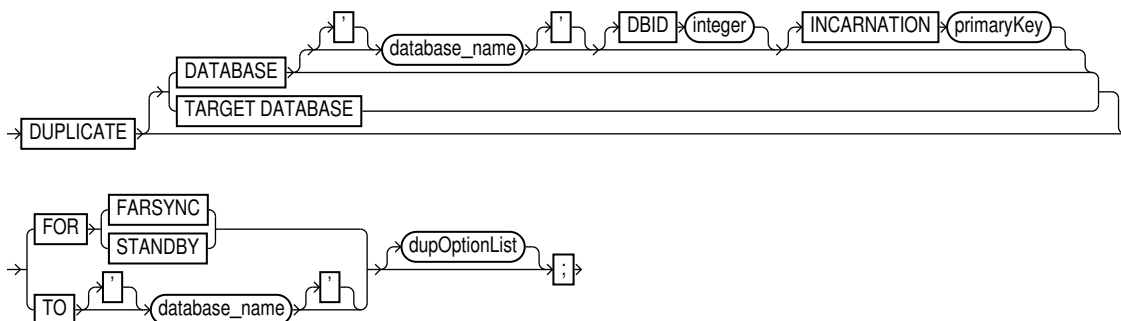 ' database_name ' DBID integer INCARNATION primaryKey
DATABASE
TARGET DATABASE
DUPLICATE
FOR FARSYNC
STANDBY
dupOptionList ;
TO ' database_name '